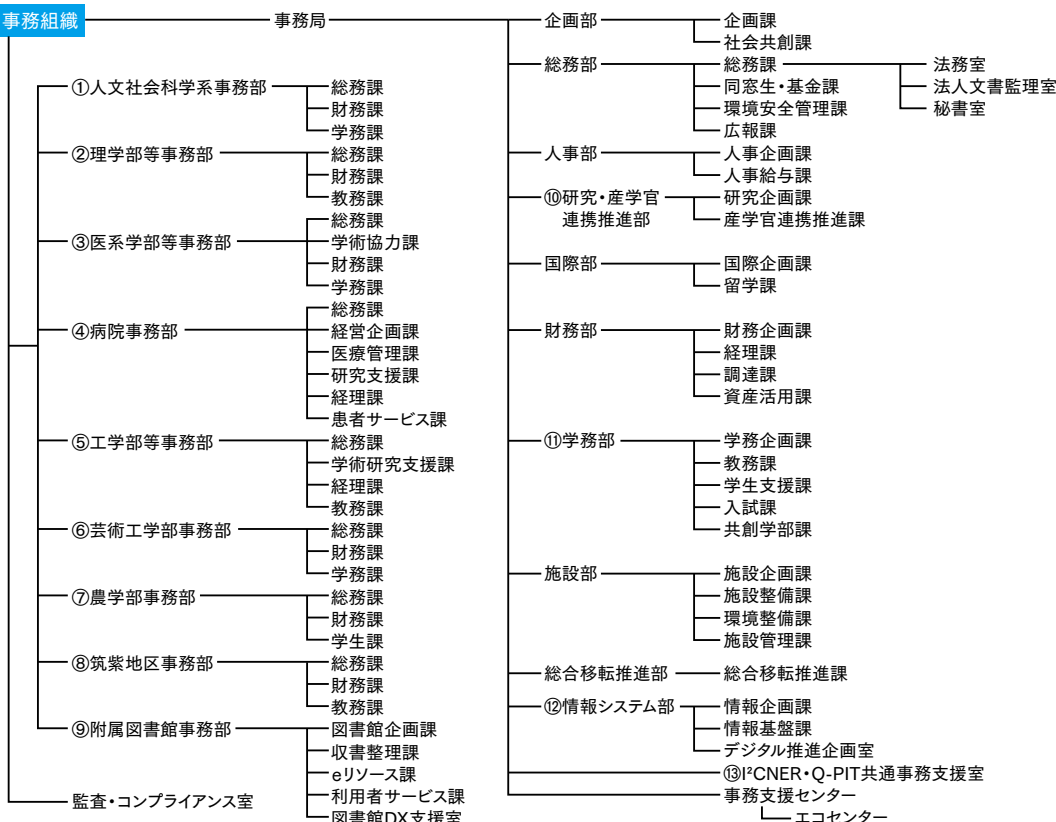 事務組織
事務局
①人文社会科学系事務部
総務課
財務課
学務課
②理学部等事務部
総務課
財務課
教務課
③医系学部等事務部
総務課
学術協力課
財務課
学務課
④病院事務部
総務課
経営企画課
医療管理課
研究支援課
経理課
患者サービス課
⑤工学部等事務部
総務課
学術研究支援課
経理課
教務課
⑥芸術工学部事務部
総務課
財務課
学務課
⑦農学部事務部
総務課
財務課
学生課
⑧筑紫地区事務部
総務課
財務課
教務課
⑨附属図書館事務部
図書館企画課
収書整理課
eリソース課
利用者サービス課
図書館DX支援室
監査・コンプライアンス室
企画部
企画課
社会共創課
総務部
総務課
法務室
法人文書監理室
秘書室
同窓生・基金課
環境安全管理課
広報課
人事部
人事企画課
人事給与課
⑩研究・産学官
連携推進部
研究企画課
産学官連携推進課
国際部
国際企画課
留学課
財務部
財務企画課
経理課
調達課
資産活用課
⑪学務部
学務企画課
教務課
学生支援課
入試課
共創学部課
施設部
施設企画課
施設整備課
環境整備課
施設管理課
総合移転推進部
総合移転推進課
⑫情報システム部
情報企画課
情報基盤課
デジタル推進企画室
⑬I²CNER・Q-PIT共通事務支援室
事務支援センター
エコセンター